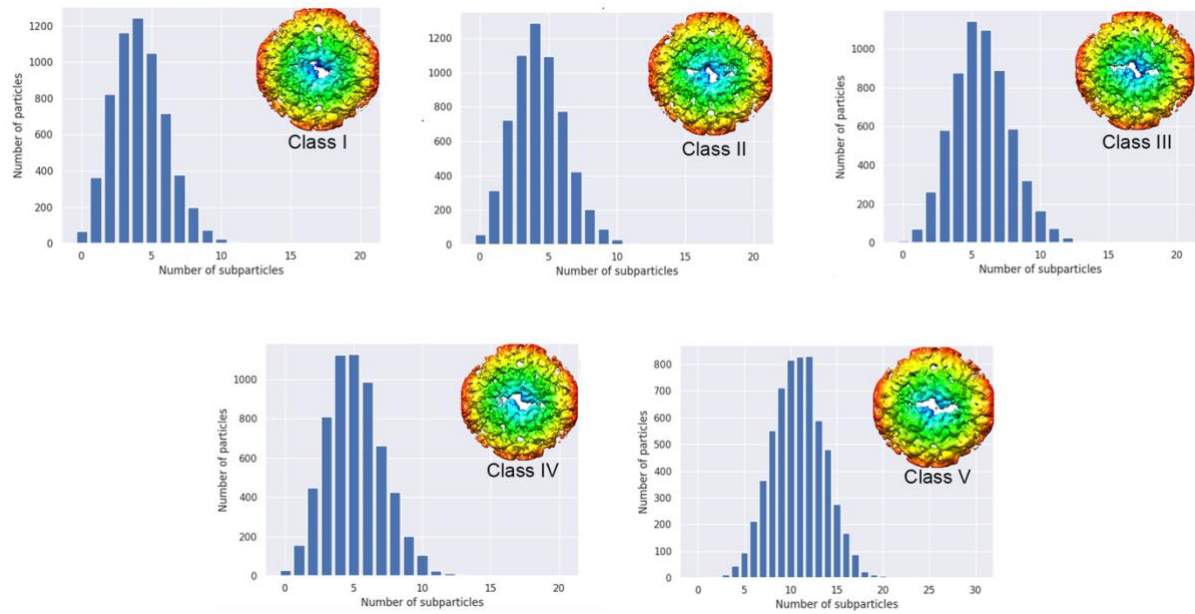 1200
1000
800
600
400
200
0
Number of particles
0 5 10 15 20
Number of subparticles
Class I
1200
1000
800
600
400
200
0
Number of particles
0 5 10 15 20
Number of subparticles
Class II
1000
800
600
400
200
0
Number of particles
0 5 10 15 20
Number of subparticles
Class III
1000
800
600
400
200
0
Number of particles
0 5 10 15 20
Number of subparticles
Class IV
800
700
600
500
400
300
200
100
0
Number of particles
0 5 10 15 20 25 30
Number of subparticles
Class V